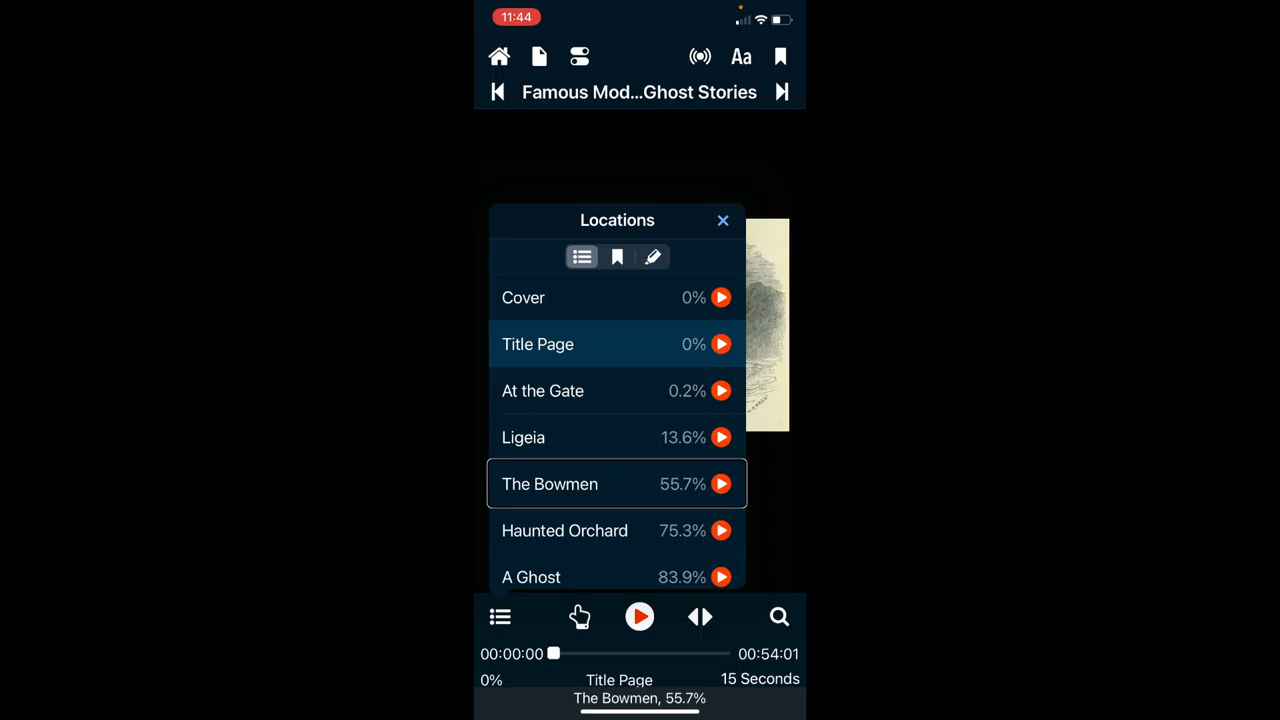 11:44
Aa
Famous Mod...Ghost Stories
Locations
Cover 0%
Title Page 0%
At the Gate 0.2%
Ligeia 13.6%
The Bowmen 55.7%
Haunted Orchard 75.3%
A Ghost 83.9%
00:00:00 00:54:01
0% Title Page 15 Seconds
The Bowmen, 55.7%